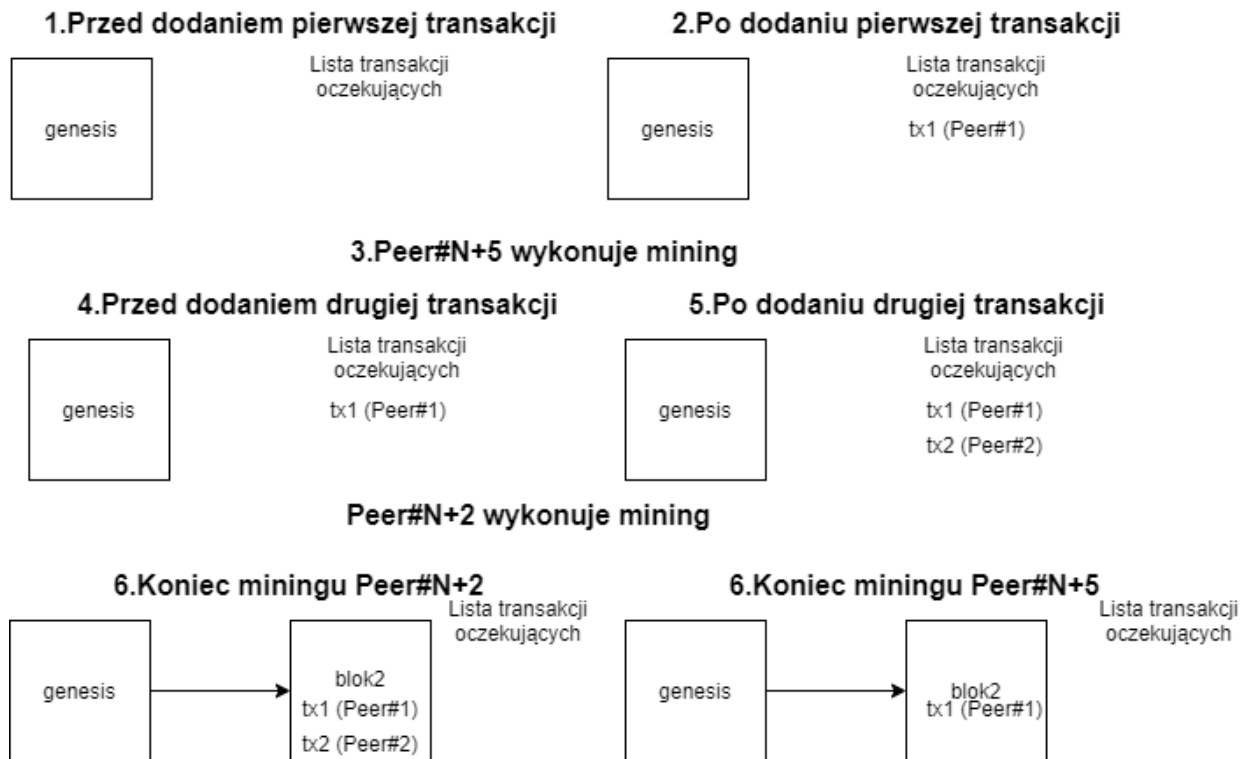 1.Przed dodaniem pierwszej transakcji
Lista transakcji
oczekujących
genesis
2.Po dodaniu pierwszej transakcji
Lista transakcji
oczekujących
genesis
tx1 (Peer#1)
3.Peer#N+5 wykonuje mining
4.Przed dodaniem drugiej transakcji
Lista transakcji
oczekujących
genesis
tx1 (Peer#1)
5.Po dodaniu drugiej transakcji
Lista transakcji
oczekujących
genesis
tx1 (Peer#1)
tx2 (Peer#2)
Peer#N+2 wykonuje mining
6.Koniec miningu Peer#N+2
Lista transakcji
oczekujących
genesis
blok2
tx1 (Peer#1)
tx2 (Peer#2)
6.Koniec miningu Peer#N+5
Lista transakcji
oczekujących
genesis
blok2
tx1 (Peer#1)